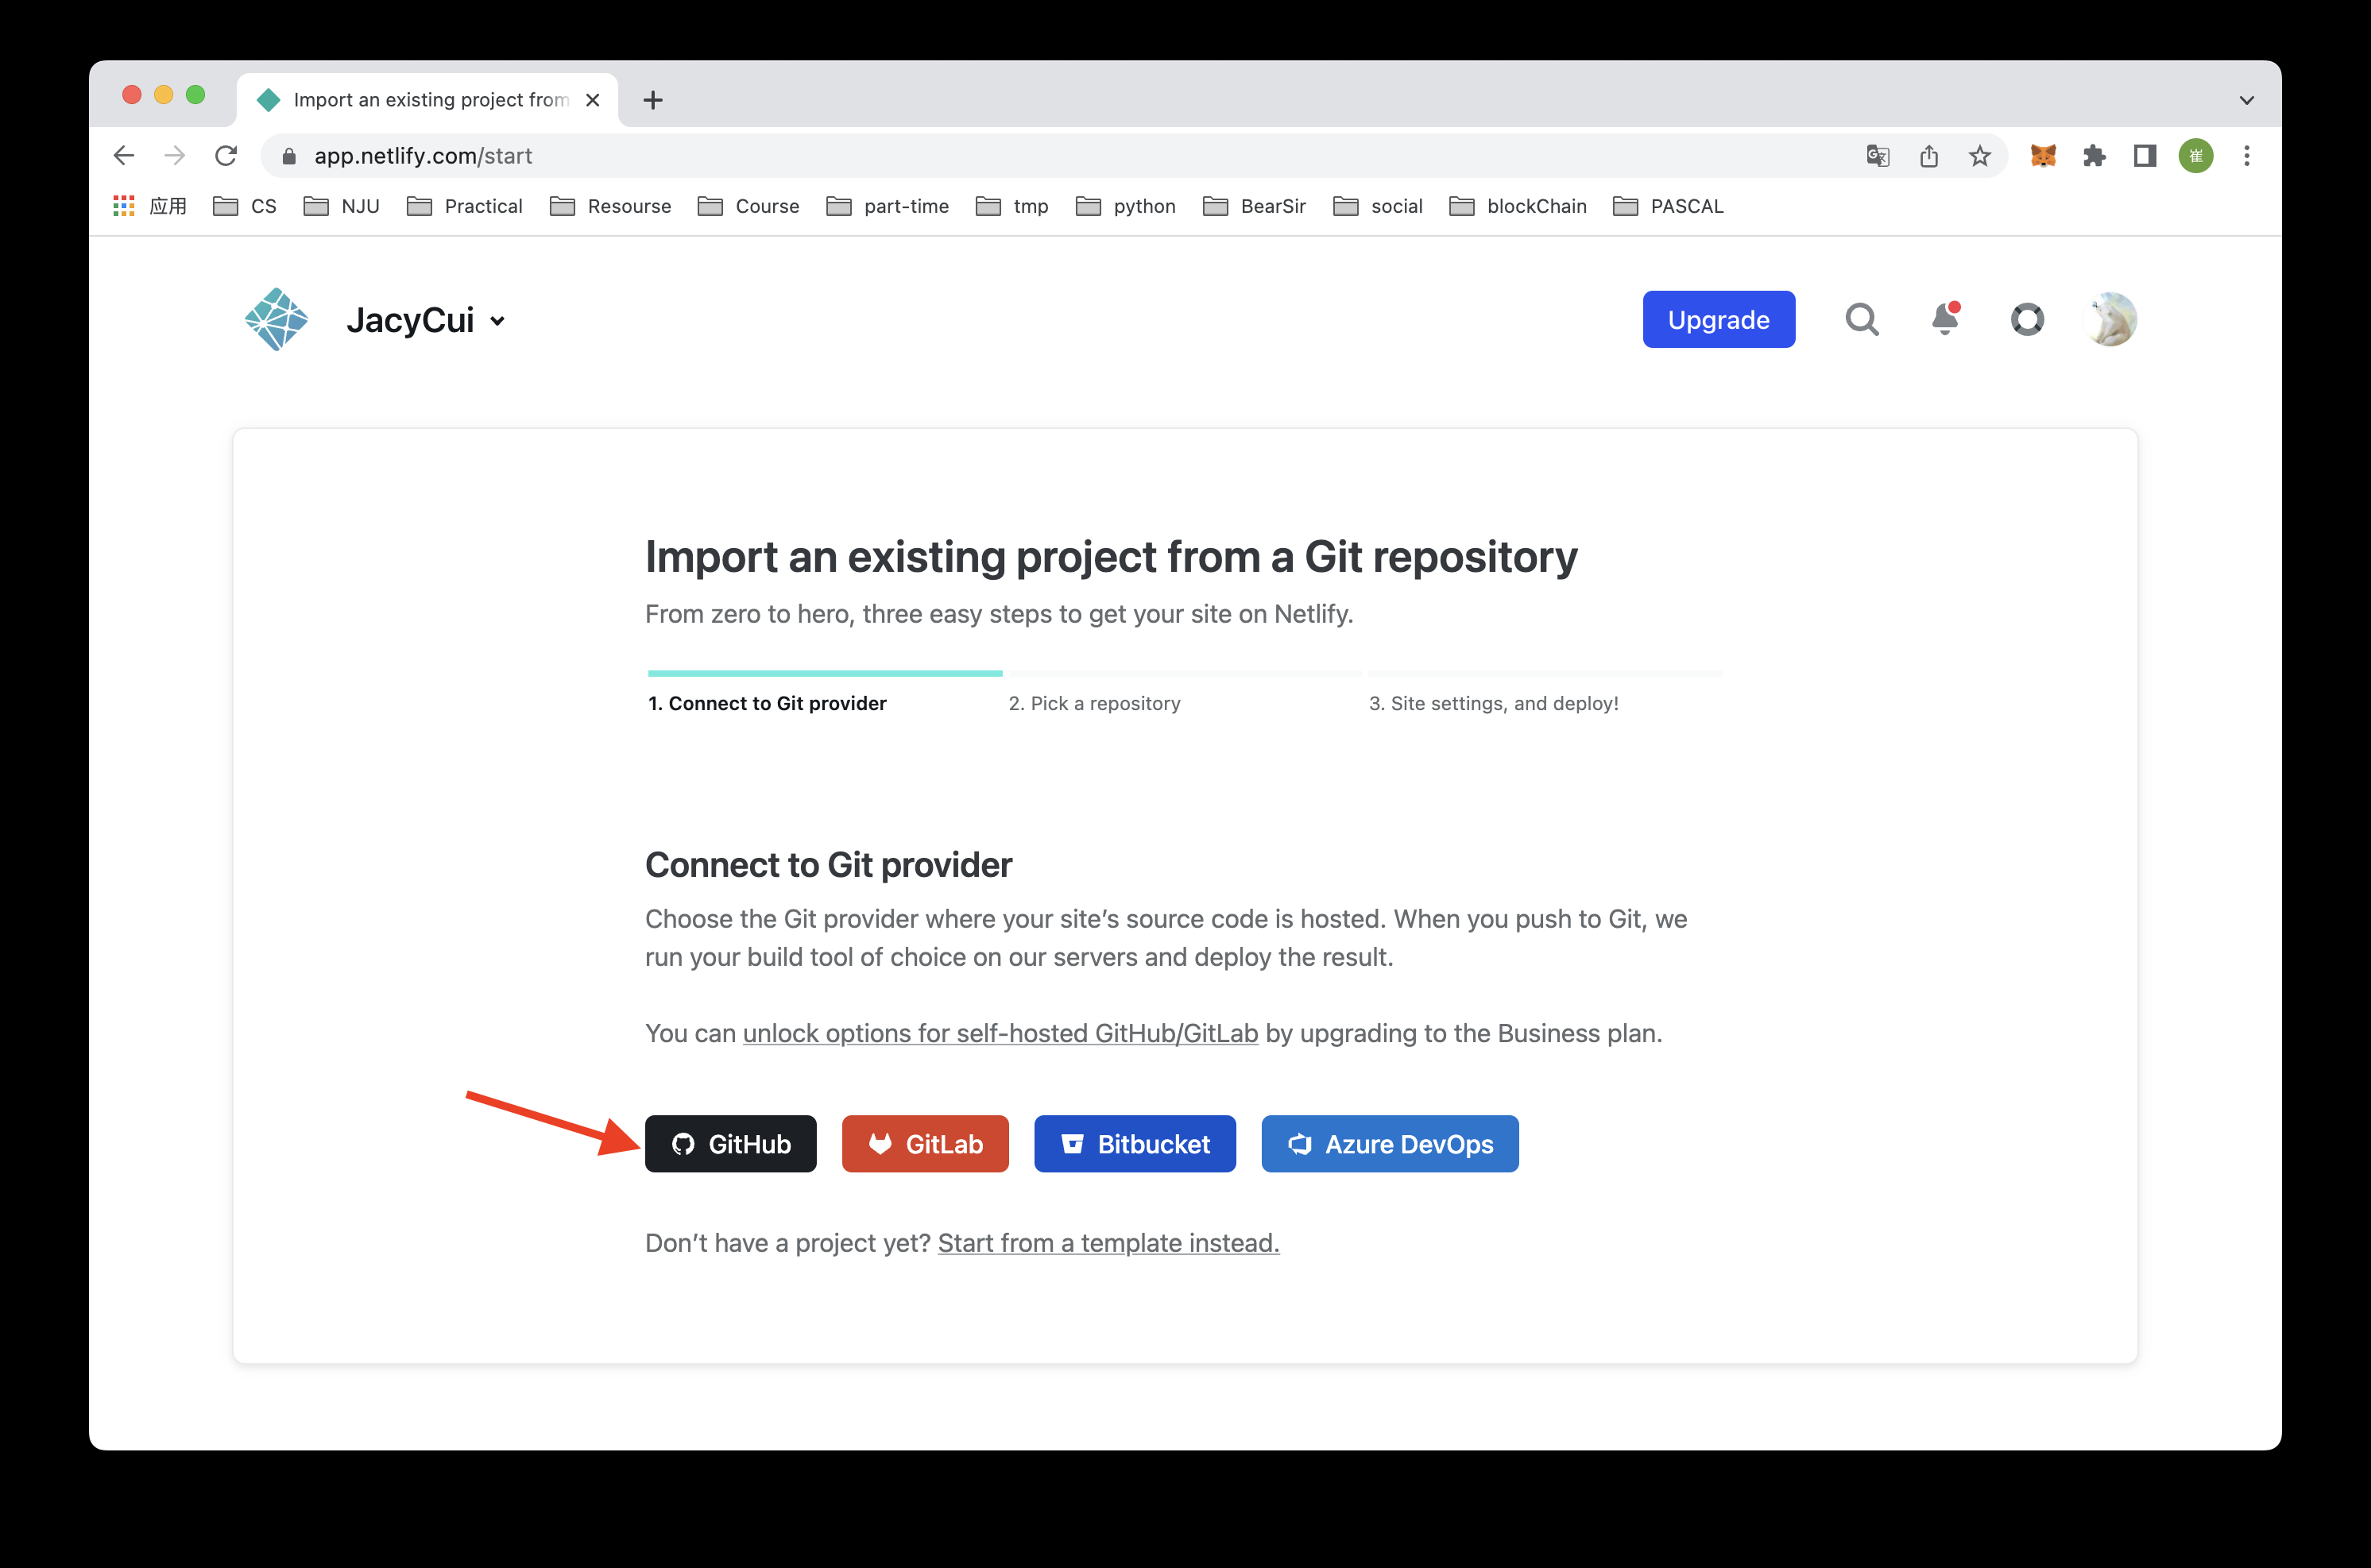 Import an existing project from
app.netlify.com/start
崔
应用 CS NJU Practical Resourse Course part-time tmp python BearSir social blockChain PASCAL
JacyCui
Upgrade
Import an existing project from a Git repository
From zero to hero, three easy steps to get your site on Netlify.
1. Connect to Git provider
2. Pick a repository
3. Site settings, and deploy!
Connect to Git provider
Choose the Git provider where your site’s source code is hosted. When you push to Git, we
run your build tool of choice on our servers and deploy the result.
You can unlock options for self-hosted GitHub/GitLab by upgrading to the Business plan.
GitHub GitLab Bitbucket Azure DevOps
Don’t have a project yet? Start from a template instead.